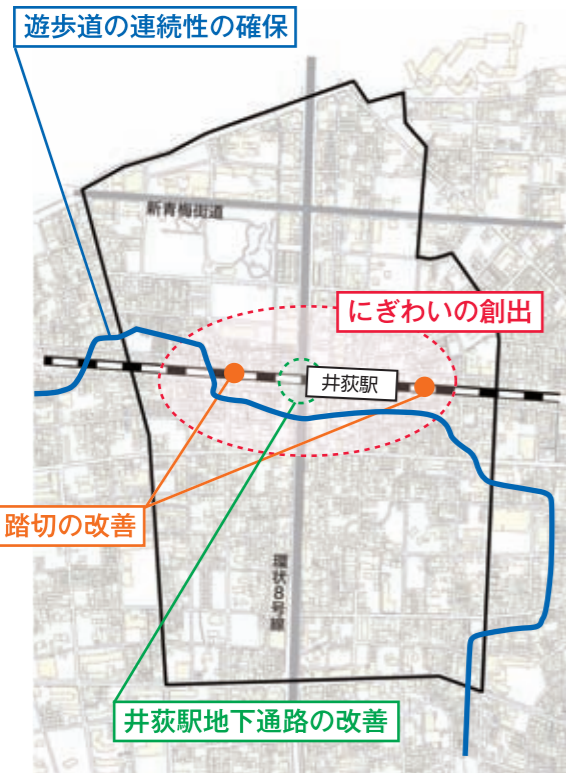 遊歩道の連続性の確保
新青梅街道
にぎわいの創出
井荻駅
踏切の改善
環状8号線
井荻駅地下通路の改善